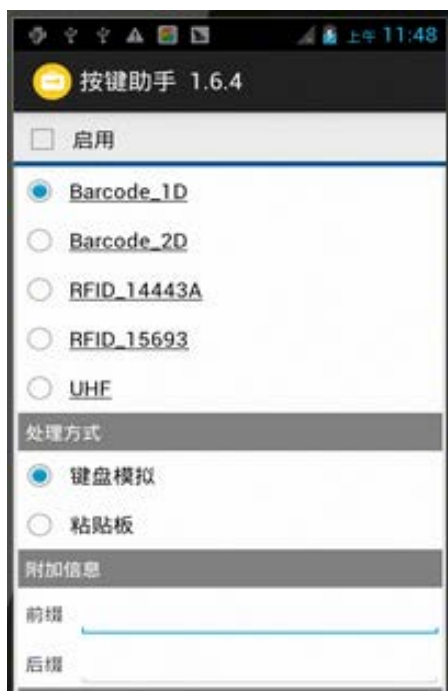 上午 11:48
按键助手 1.6.4
启用
Barcode_1D
Barcode_2D
RFID_14443A
RFID_15693
UHF
处理方式
键盘模拟
粘贴板
附加信息
前缀
后缀